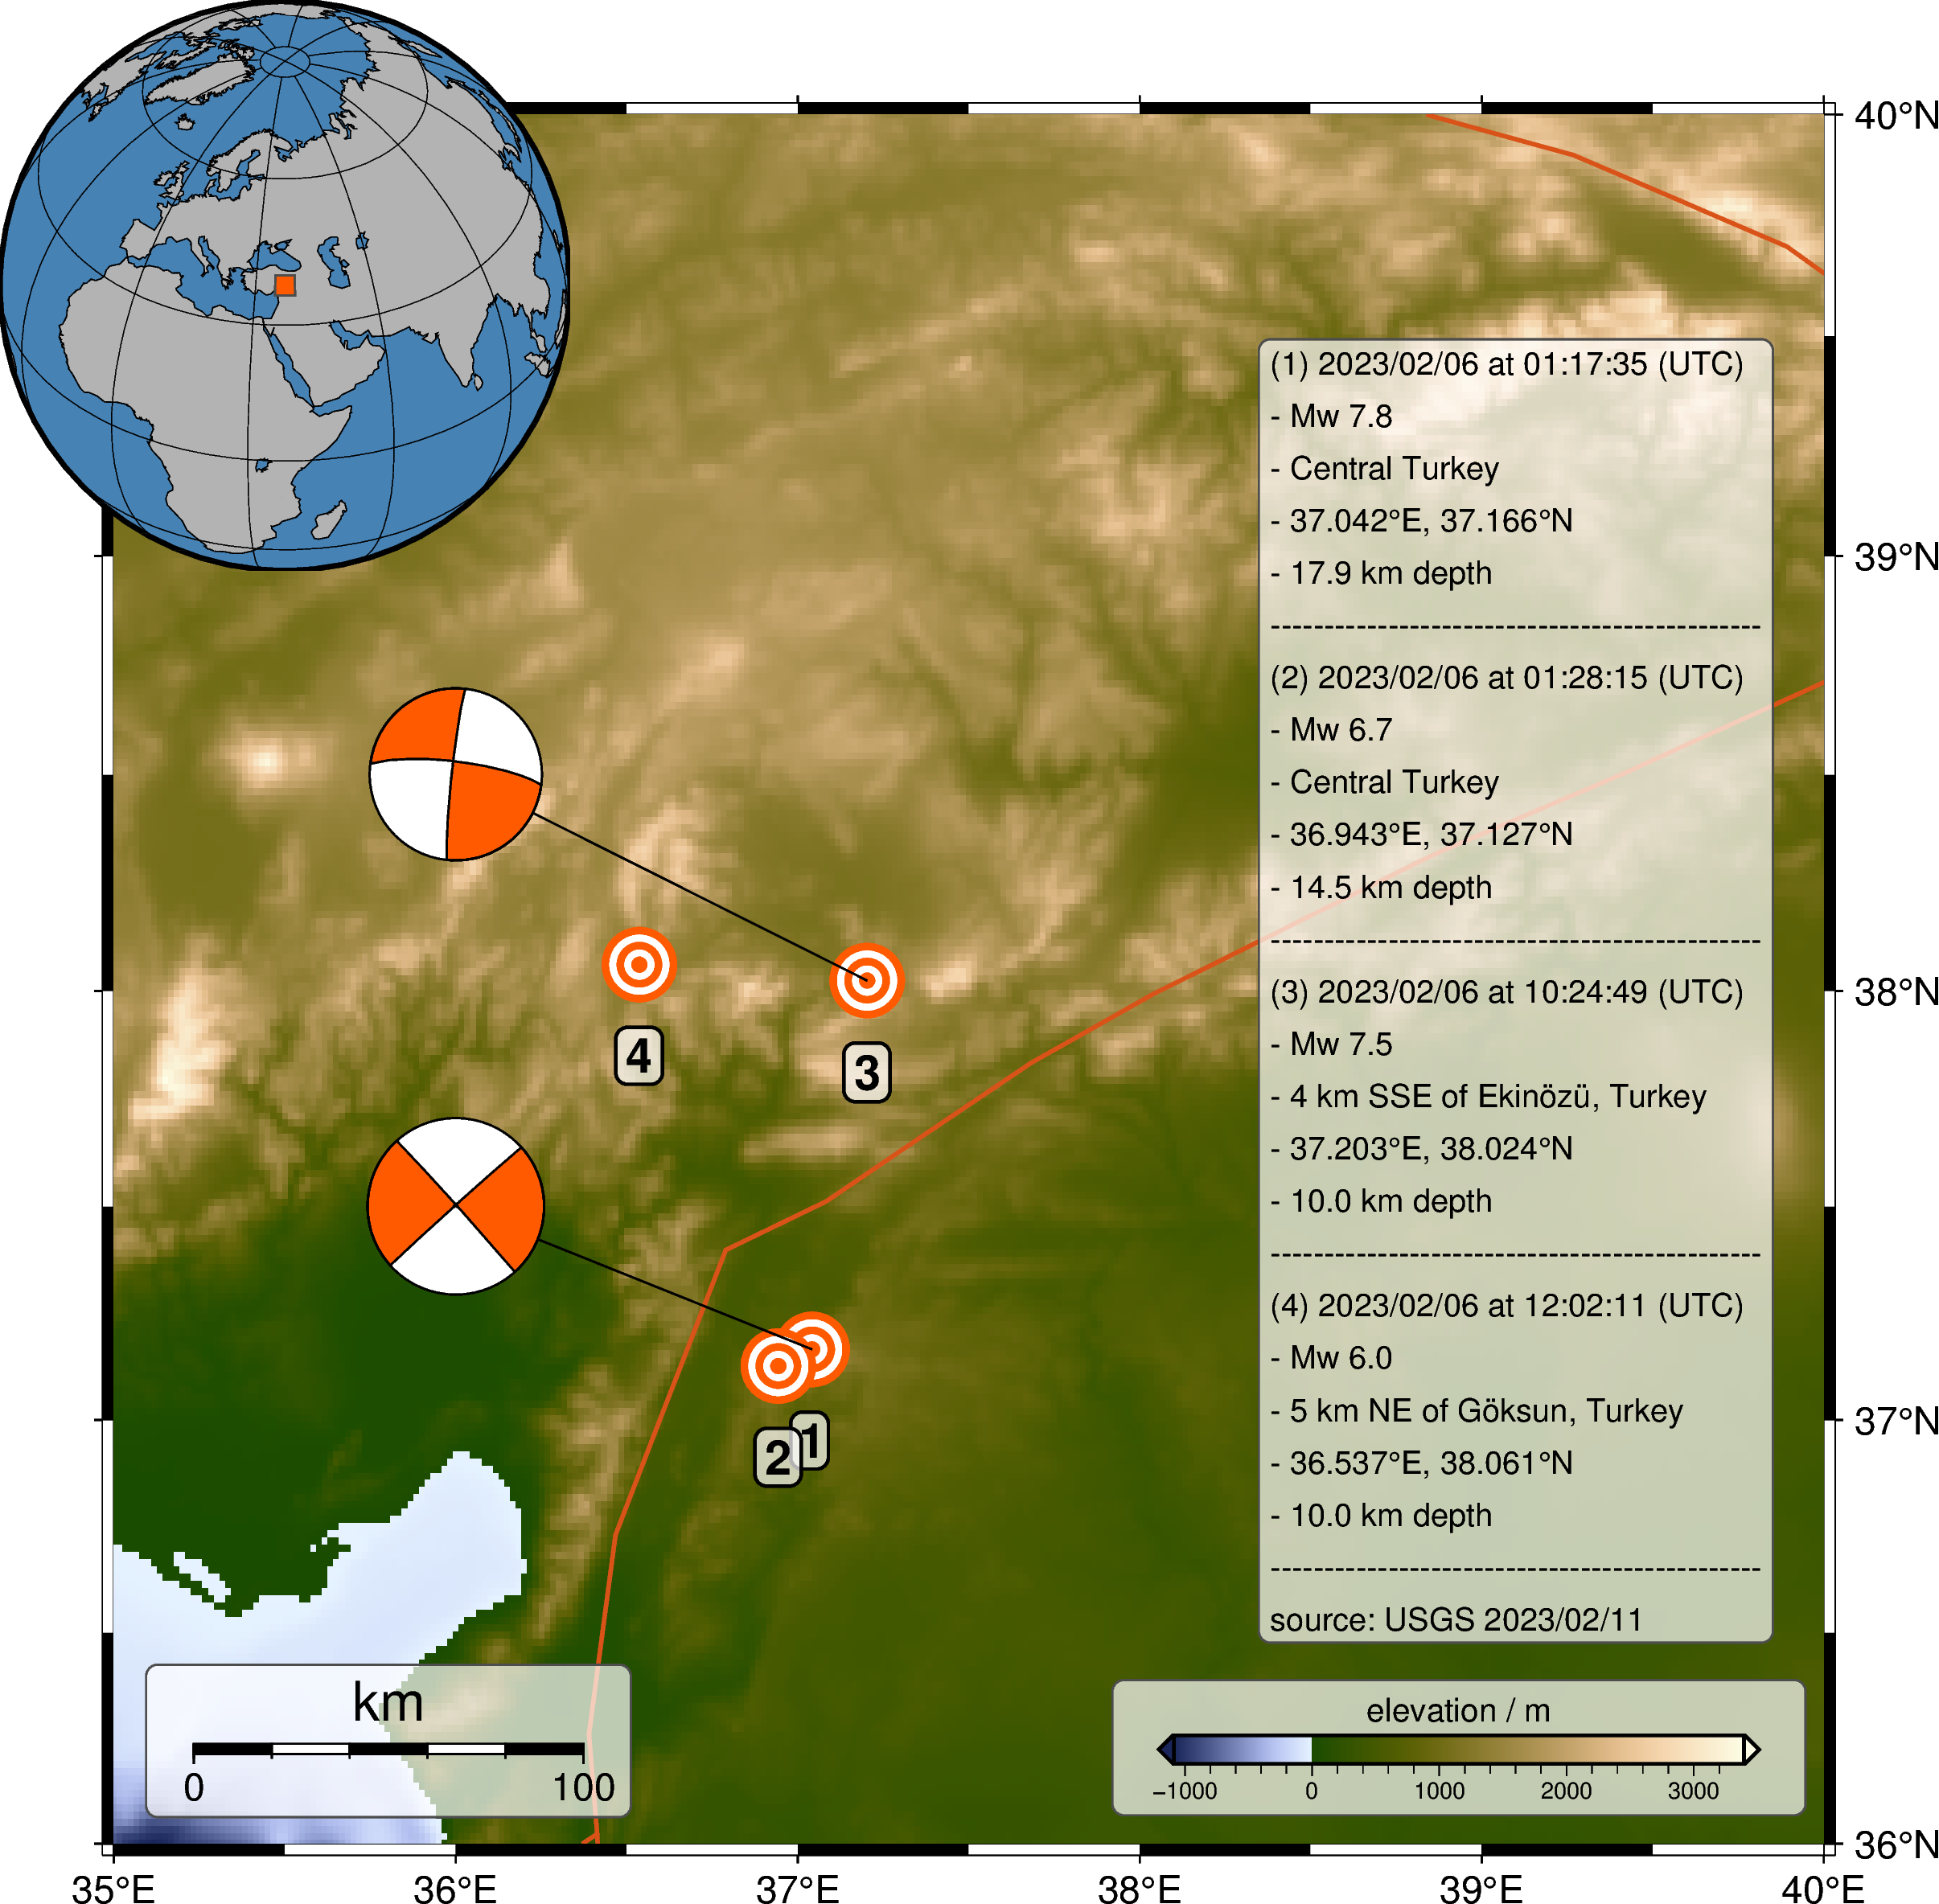 40°N
(1) 2023/02/06 at 01:17:35 (UTC)
- Mw 7.8
- Central Turkey
- 37.042°E, 37.166°N
- 17.9 km depth
--------------------------------------------------
39°N
(2) 2023/02/06 at 01:28:15 (UTC)
- Mw 6.7
- Central Turkey
- 36.943°E, 37.127°N
- 14.5 km depth
--------------------------------------------------
38°N
(3) 2023/02/06 at 10:24:49 (UTC)
- Mw 7.5
- 4 km SSE of Ekinözü, Turkey
- 37.203°E, 38.024°N
- 10.0 km depth
--------------------------------------------------
(4) 2023/02/06 at 12:02:11 (UTC)
- Mw 6.0
- 5 km NE of Göksun, Turkey
- 36.537°E, 38.061°N
- 10.0 km depth
--------------------------------------------------
source: USGS 2023/02/11
4
3
1
2
37°N
km
0 100
elevation / m
−1000 0 1000 2000 3000
36°N
35°E 36°E 37°E 38°E 39°E 40°E